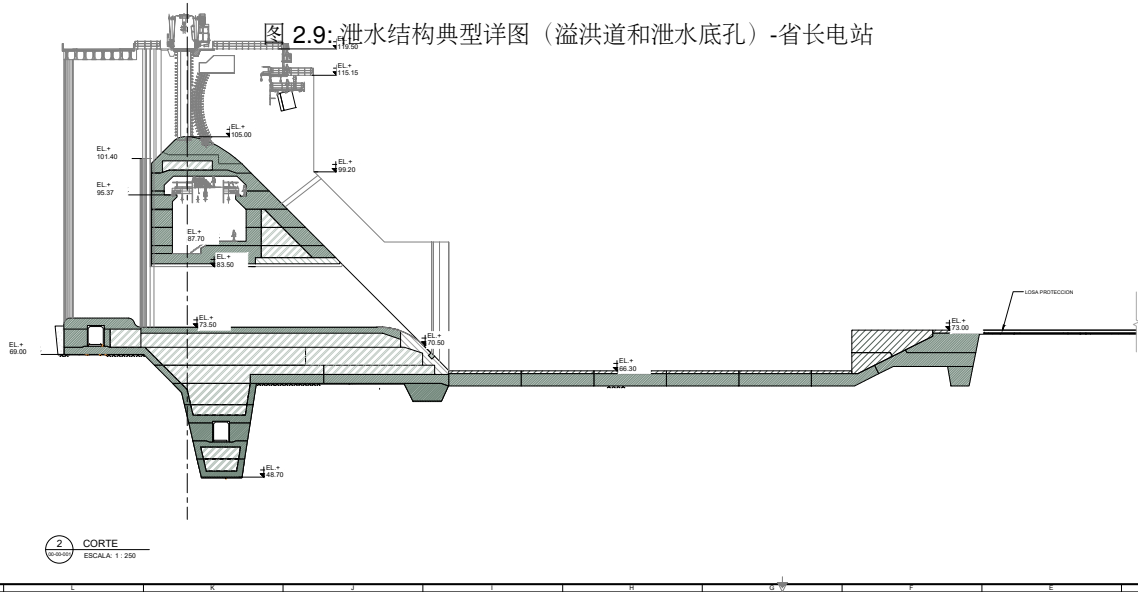 图 2.9: 泄水结构典型详图（溢洪道和泄水底孔）-省长电站
EL.+
119.50
EL.+
115.15
EL.+
105.00
EL.+
101.40
EL.+
99.20
EL.+
95.37
EL.+
87.70
EL.+
83.50
LOSA PROTECCION
EL.+
73.50
EL.+
73.00
EL.+
70.50
EL.+
69.00
EL.+
66.30
EL.+
48.70
2 CORTE
00-00-001 ESCALA: 1 : 250
L K J I H G F E